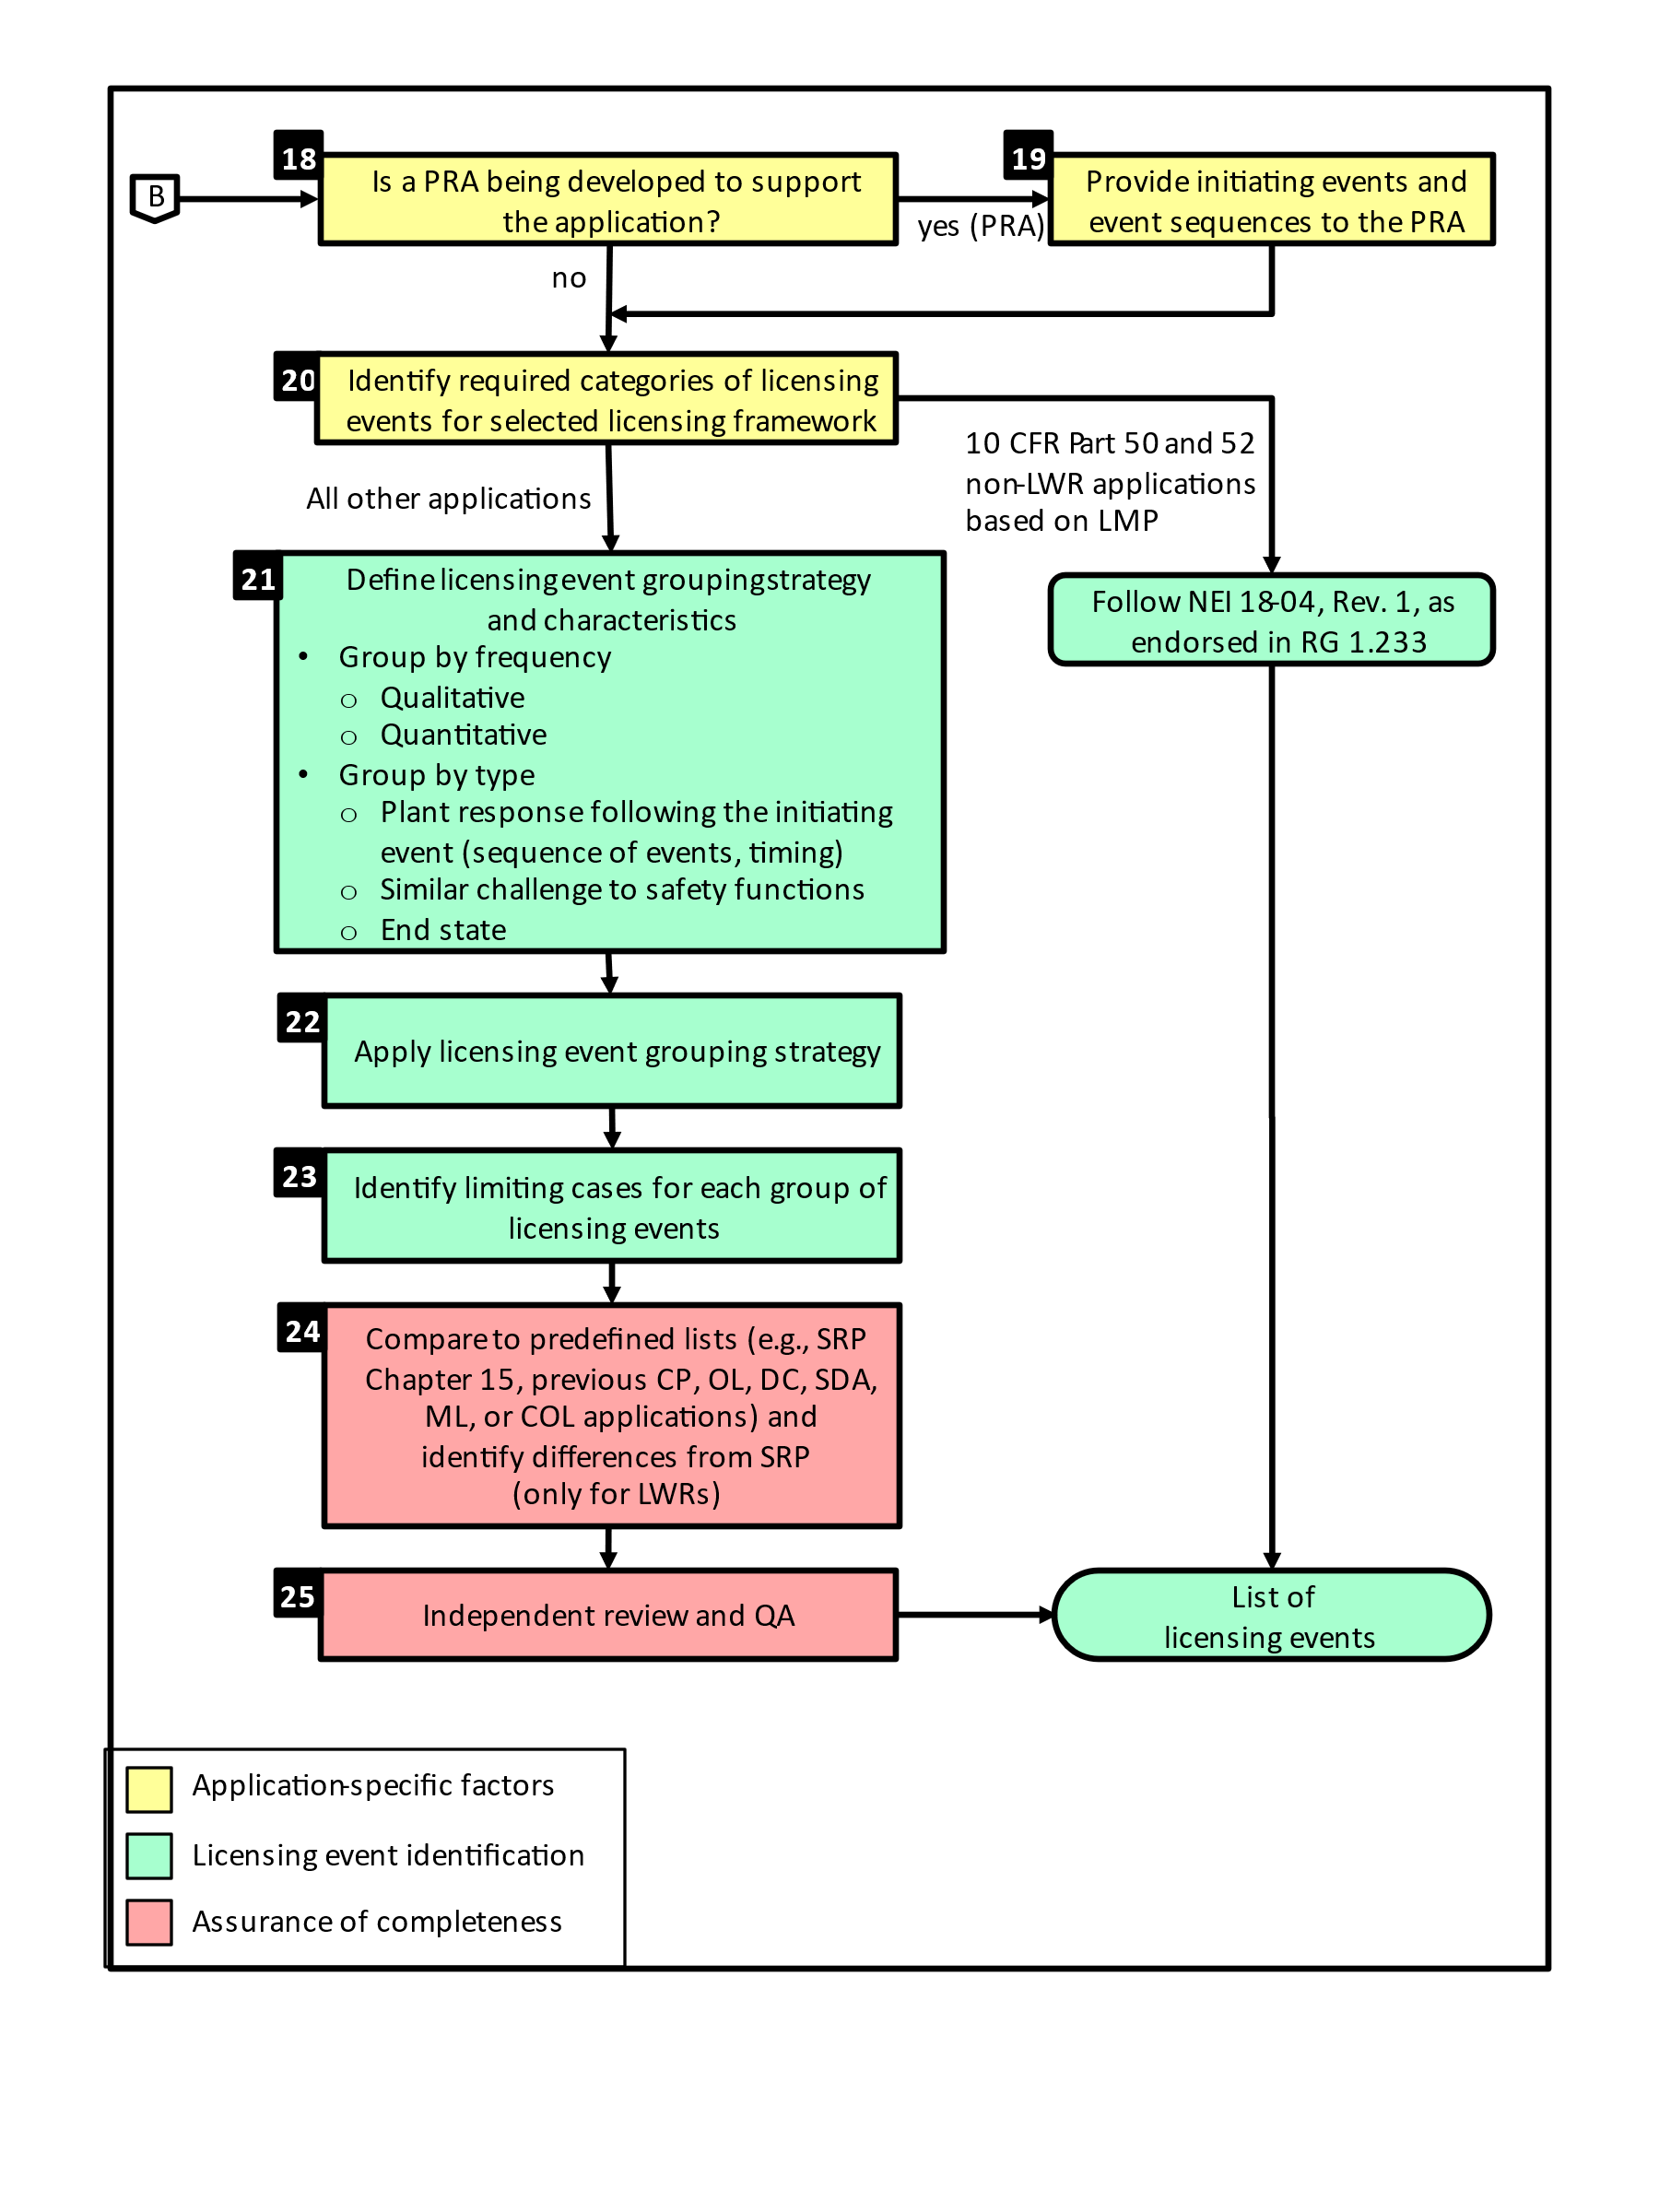 B
18
Is a PRA being developed to support
the application?
yes (PRA)
19
Provide initiating events and
event sequences to the PRA
no
20
Identify required categories of licensing
events for selected licensing framework
10 CFR Part 50 and 52
non-LWR applications
based on LMP
All other applications
21
Define licensing event grouping strategy
and characteristics
• Group by frequency
o Qualitative
o Quantitative
• Group by type
o Plant response following the initiating
event (sequence of events, timing)
o Similar challenge to safety functions
o End state
Follow NEI 18-04, Rev. 1, as
endorsed in RG 1.233
22
Apply licensing event grouping strategy
23
Identify limiting cases for each group of
licensing events
24
Compare to predefined lists (e.g., SRP
Chapter 15, previous CP, OL, DC, SDA,
ML, or COL applications) and
identify differences from SRP
(only for LWRs)
25
Independent review and QA
List of
licensing events
Application-specific factors
Licensing event identification
Assurance of completeness